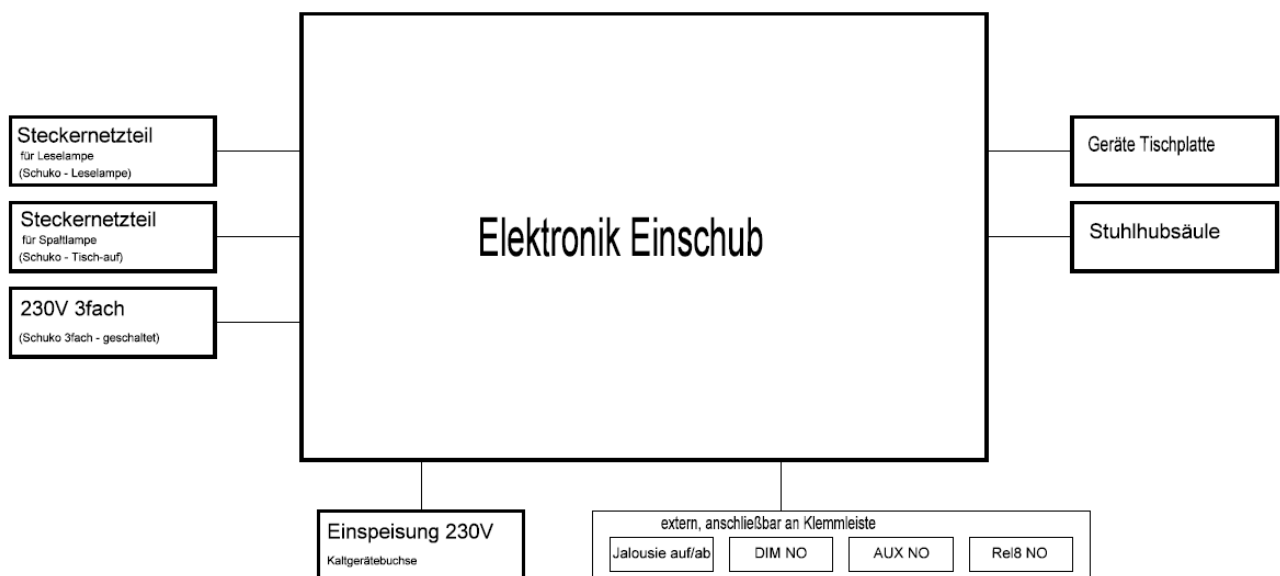 Steckernetzteil
für Leselampe
(Schuko - Leselampe)
Steckernetzteil
für Spaltlampe
(Schuko - Tisch-auf)
230V 3fach
(Schuko 3fach - geschaltet)
Elektronik Einschub
Geräte Tischplatte
Stuhlhubsäule
Einspeisung 230V
Kaltgerätebuchse
extern, anschließbar an Klemmleiste
Jalousie auf/ab
DIM NO
AUX NO
Rel8 NO